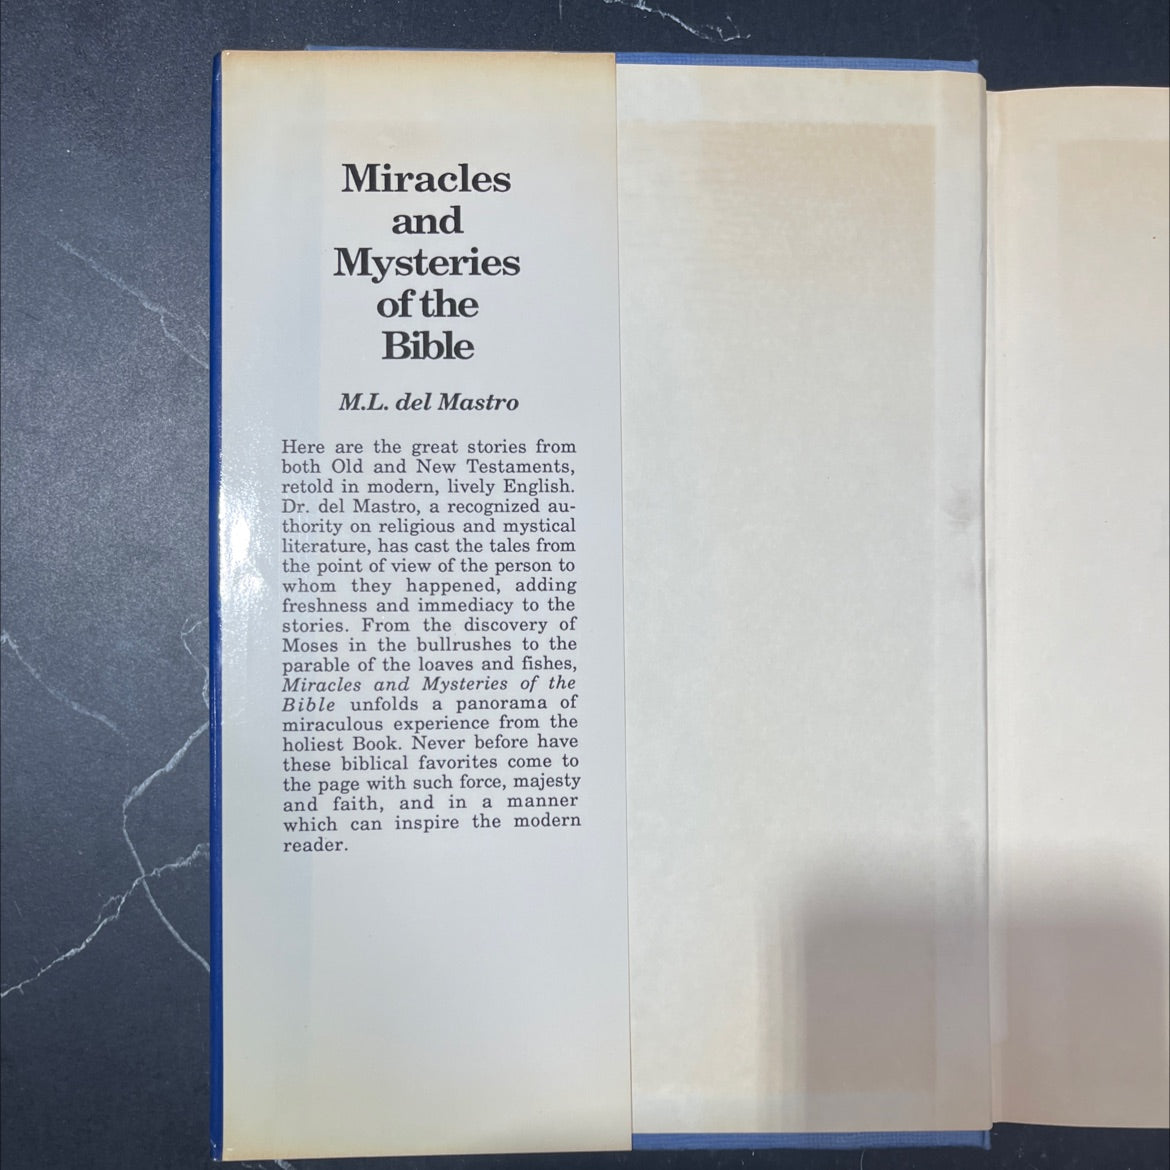 Miracles
and
Mysteries
of the
Bible
M.L. del Mastro
Here are the great stories from
both Old and New Testaments,
retold in modern, lively English.
Dr. del Mastro, a recognized au-
thority on religious and mystical
literature, has cast the tales from
the point of view of the person to
whom they happened, adding
freshness and immediacy to the
stories. From the discovery of
Moses in the bullrushes to the
parable of the loaves and fishes,
Miracles and Mysteries of the
Bible unfolds a panorama of
miraculous experience from the
holiest Book. Never before have
these biblical favorites come to
the page with such force, majesty
and faith, and in a manner
which can inspire the modern
reader.